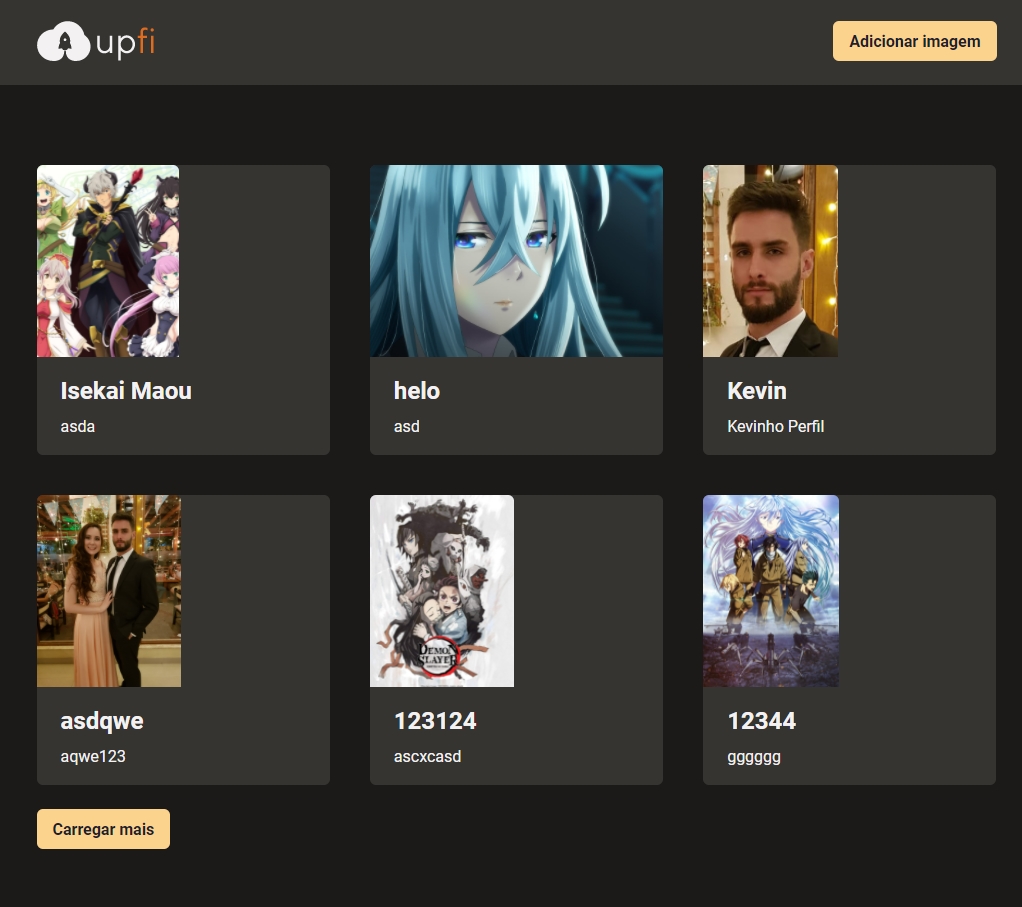 upfi
Adicionar imagem
Isekai Maou
asda
helo
asd
Kevin
Kevinho Perfil
asdqwe
aqwe123
DEMON
SLAYER
123124
ascxcasd
12344
gggggg
Carregar mais